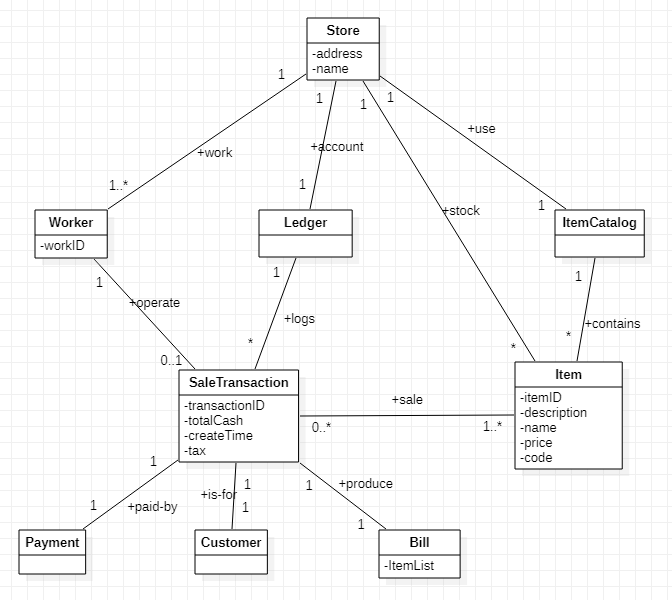 Store
-address
-name
1
1
1
1
+use
+work
+account
1..*
1
+stock
1
Worker
-workID
Ledger
ItemCatalog
1
1
1
+operate
+logs
+contains
*
*
*
0..1
SaleTransaction
-transactionID
-totalCash
-createTime
-tax
+sale
0..*
1..*
Item
-itemID
-description
-name
-price
-code
1
+paid-by
1
+is-for
1
1
1
+produce
1
Payment
Customer
Bill
-ItemList